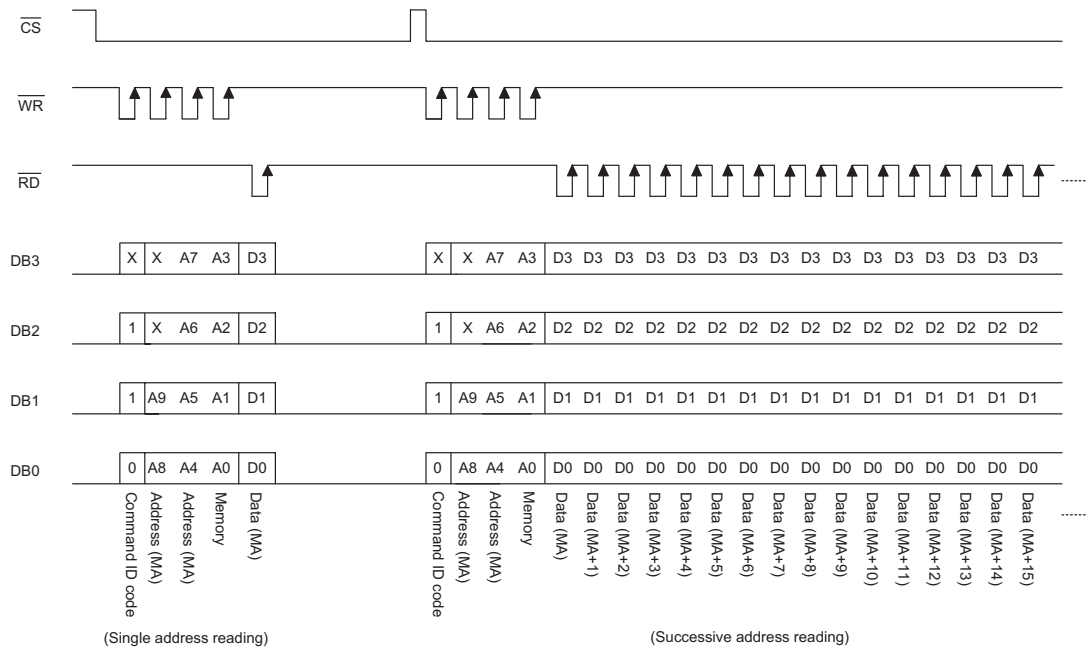 CS
WR
RD
DB3 X X A7 A3 D3 X X A7 A3 D3 D3 D3 D3 D3 D3 D3 D3 D3 D3 D3 D3 D3 D3 D3 D3
DB2 1 X A6 A2 D2 1 X A6 A2 D2 D2 D2 D2 D2 D2 D2 D2 D2 D2 D2 D2 D2 D2 D2 D2
DB1 1 A9 A5 A1 D1 1 A9 A5 A1 D1 D1 D1 D1 D1 D1 D1 D1 D1 D1 D1 D1 D1 D1 D1 D1
DB0 0 A8 A4 A0 D0 0 A8 A4 A0 D0 D0 D0 D0 D0 D0 D0 D0 D0 D0 D0 D0 D0 D0 D0 D0
Command ID code
Address (MA)
Address (MA)
Memory
Data (MA)
Command ID code
Address (MA)
Address (MA)
Memory
Data (MA)
Data (MA+1)
Data (MA+2)
Data (MA+3)
Data (MA+4)
Data (MA+5)
Data (MA+6)
Data (MA+7)
Data (MA+8)
Data (MA+9)
Data (MA+10)
Data (MA+11)
Data (MA+12)
Data (MA+13)
Data (MA+14)
Data (MA+15)
(Single address reading)
(Successive address reading)